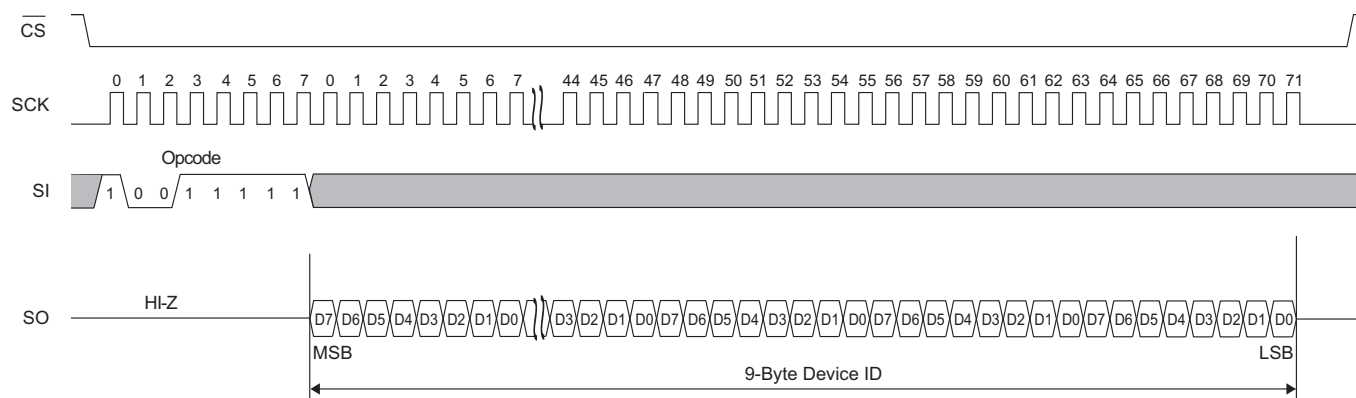 CS
0 1 2 3 4 5 6 7 0 1 2 3 4 5 6 7 44 45 46 47 48 49 50 51 52 53 54 55 56 57 58 59 60 61 62 63 64 65 66 67 68 69 70 71
SCK
Opcode
SI 1 0 0 1 1 1 1 1
HI-Z
SO D7 D6 D5 D4 D3 D2 D1 D0 D3 D2 D1 D0 D7 D6 D5 D4 D3 D2 D1 D0 D7 D6 D5 D4 D3 D2 D1 D0 D7 D6 D5 D4 D3 D2 D1 D0
MSB LSB
9-Byte Device ID